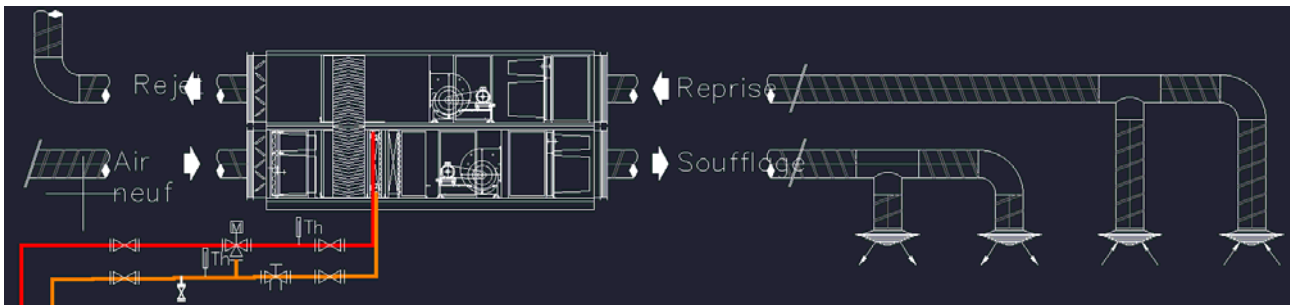 Rejet
Reprise
Air
neuf
Soufflage
M
Th
Th